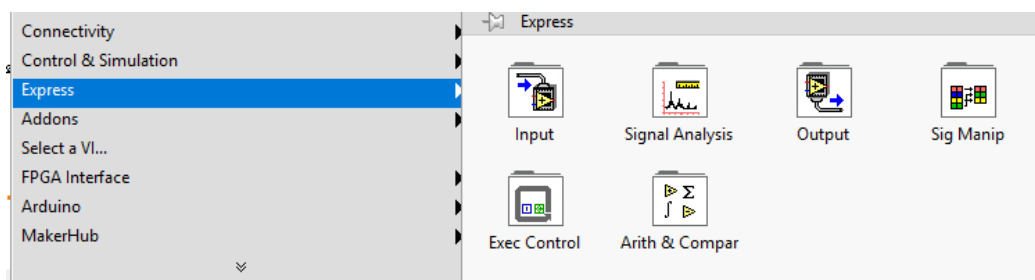 Connectivity
Control & Simulation
Express
Addons
Select a VI...
FPGA Interface
Arduino
MakerHub
Express
Input
Signal Analysis
Output
Sig Manip
Exec Control
Arith & Compar